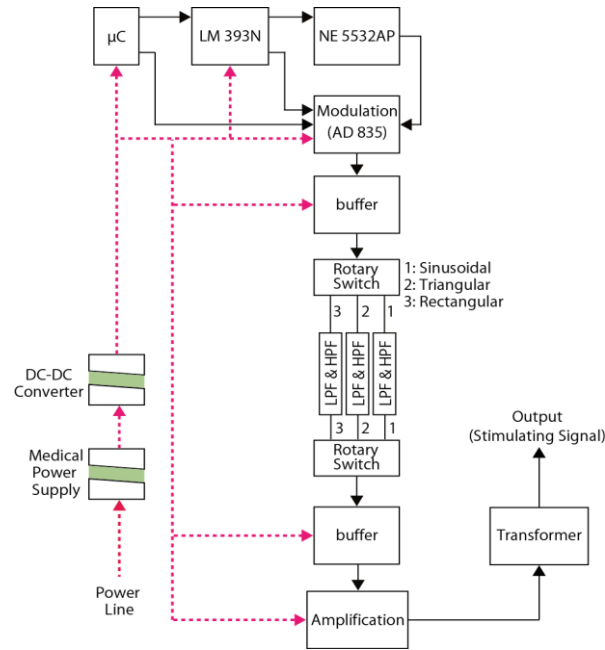 µC
LM 393N
NE 5532AP
Modulation
(AD 835)
buffer
Rotary
Switch
1: Sinusoidal
2: Triangular
3: Rectangular
3
2
1
LPF & HPF
LPF & HPF
LPF & HPF
3
2
1
Rotary
Switch
DC-DC
Converter
Medical
Power
Supply
Power
Line
buffer
Amplification
Transformer
Output
(Stimulating Signal)